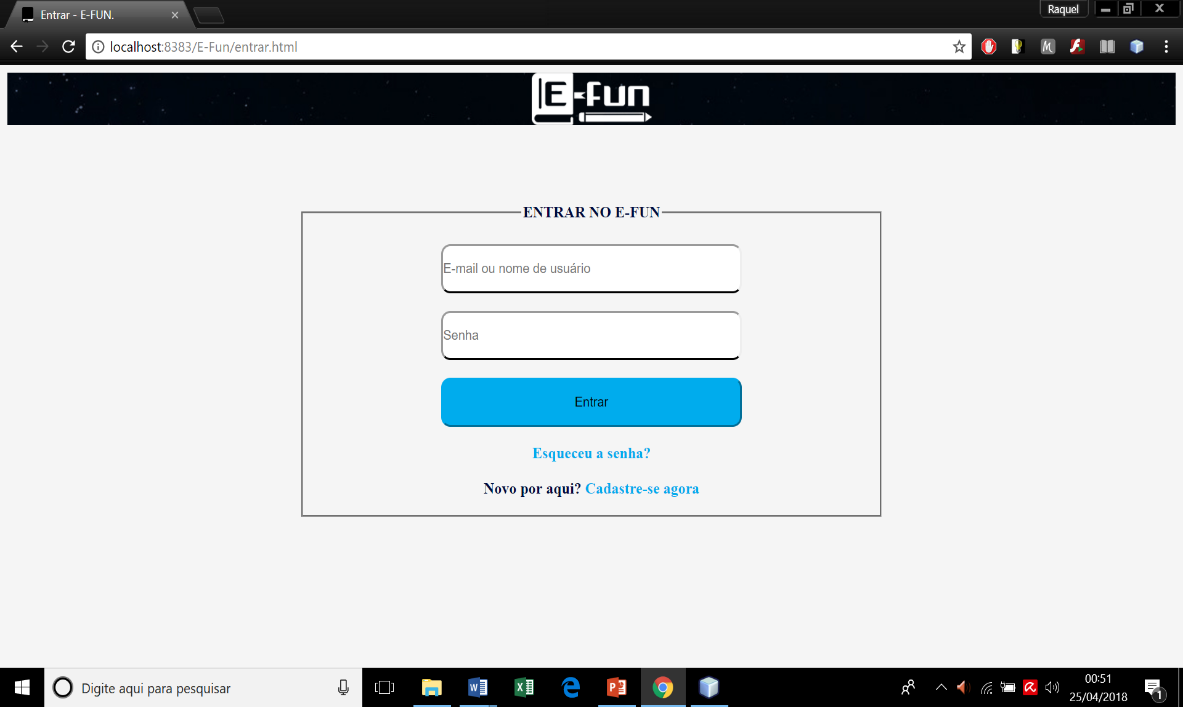 Entrar - E-FUN.
Raquel
localhost:8383/E-Fun/entrar.html
E-fun
ENTRAR NO E-FUN
E-mail ou nome de usuário
Senha
Entrar
Esqueceu a senha?
Novo por aqui? Cadastre-se agora
Digite aqui para pesquisar
00:51
25/04/2018
1